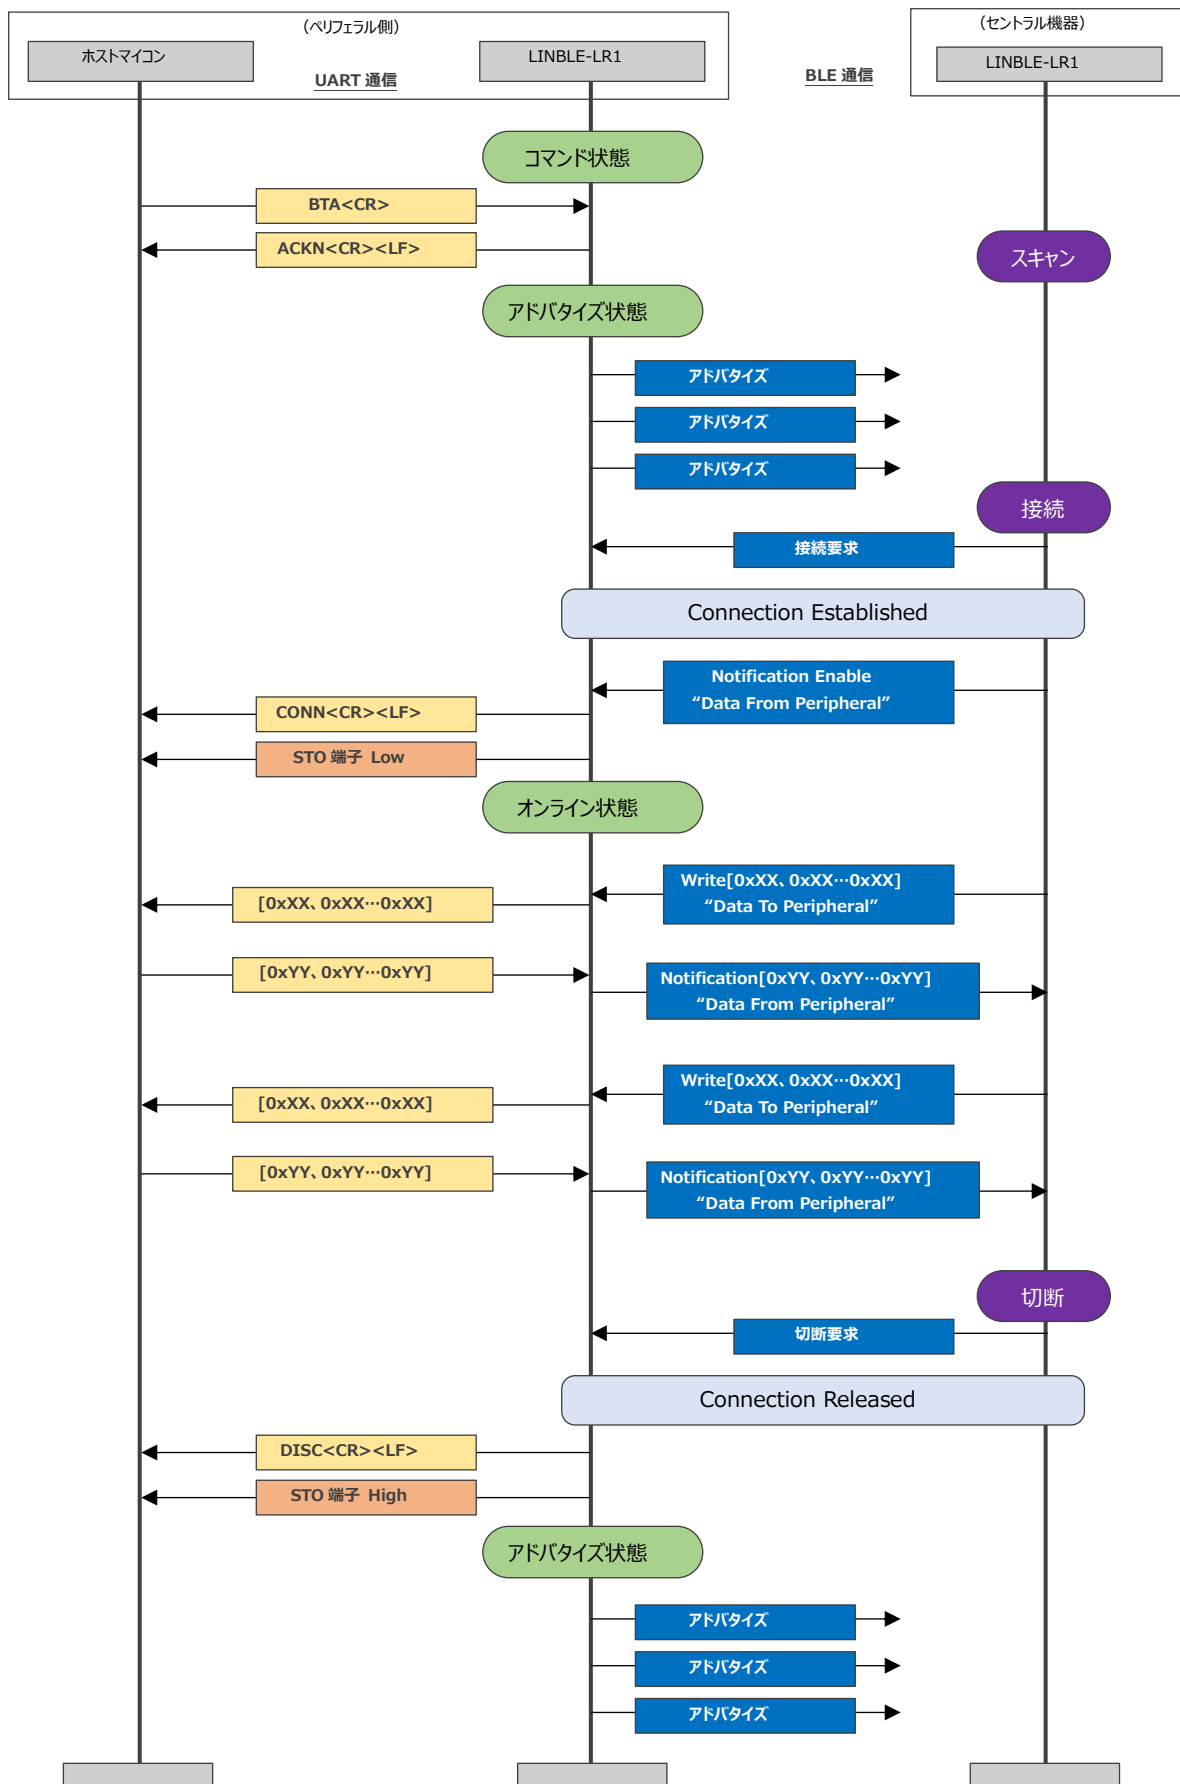 (ペリフェラル側)
(セントラル機器)
ホストマイコン
LINBLE-LR1
LINBLE-LR1
UART 通信
BLE 通信
コマンド状態
BTA<CR>
ACKN<CR><LF>
スキャン
アドバタイズ状態
アドバタイズ
アドバタイズ
アドバタイズ
接続
接続要求
Connection Established
Notification Enable
“Data From Peripheral”
CONN<CR><LF>
STO 端子 Low
オンライン状態
Write[0xXX、0xXX…0xXX]
“Data To Peripheral”
[0xXX、0xXX…0xXX]
[0xYY、0xYY…0xYY]
Notification[0xYY、0xYY…0xYY]
“Data From Peripheral”
Write[0xXX、0xXX…0xXX]
“Data To Peripheral”
[0xXX、0xXX…0xXX]
[0xYY、0xYY…0xYY]
Notification[0xYY、0xYY…0xYY]
“Data From Peripheral”
切断
切断要求
Connection Released
DISC<CR><LF>
STO 端子 High
アドバタイズ状態
アドバタイズ
アドバタイズ
アドバタイズ